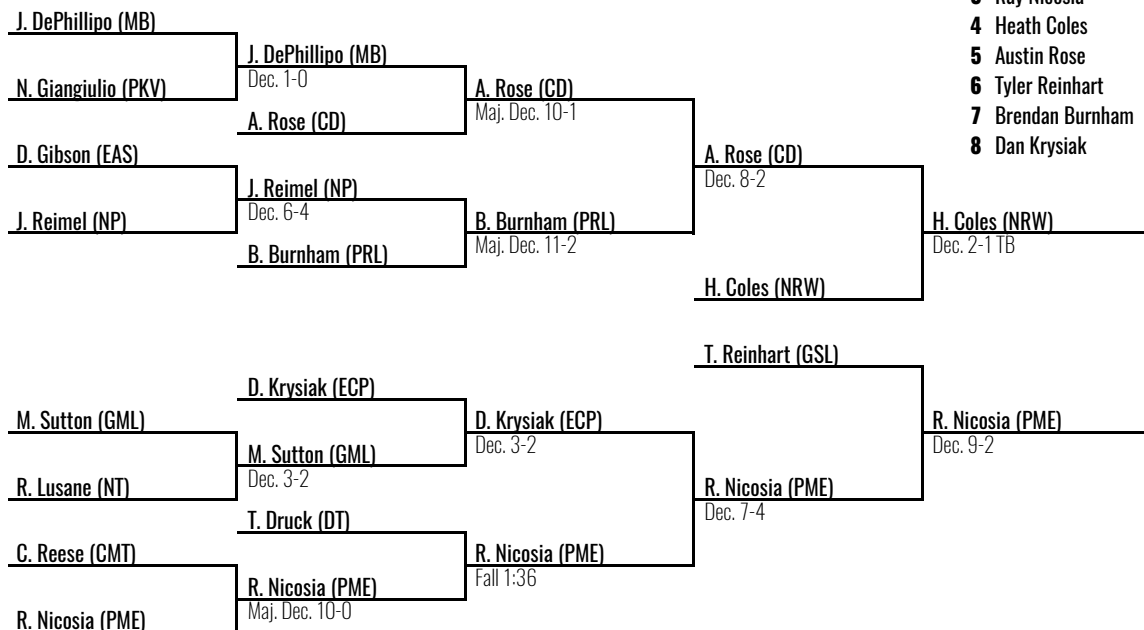 J. DePhillipo (MB)
N. Giangiulio (PKV)
D. Gibson (EAS)
J. Reimel (NP)
M. Sutton (GML)
R. Lusane (NT)
C. Reese (CMT)
R. Nicosia (PME)
J. DePhillipo (MB)
Dec. 1-0
A. Rose (CD)
J. Reimel (NP)
Dec. 6-4
B. Burnham (PRL)
D. Krysiak (ECP)
M. Sutton (GML)
Dec. 3-2
T. Druck (DT)
R. Nicosia (PME)
Maj. Dec. 10-0
A. Rose (CD)
Maj. Dec. 10-1
B. Burnham (PRL)
Maj. Dec. 11-2
D. Krysiak (ECP)
Dec. 3-2
R. Nicosia (PME)
Fall 1:36
A. Rose (CD)
Dec. 8-2
H. Coles (NRW)
T. Reinhart (GSL)
R. Nicosia (PME)
Dec. 7-4
H. Coles (NRW)
Dec. 2-1 TB
R. Nicosia (PME)
Dec. 9-2
3 Ray Nicosia
4 Heath Coles
5 Austin Rose
6 Tyler Reinhart
7 Brendan Burnham
8 Dan Krysiak